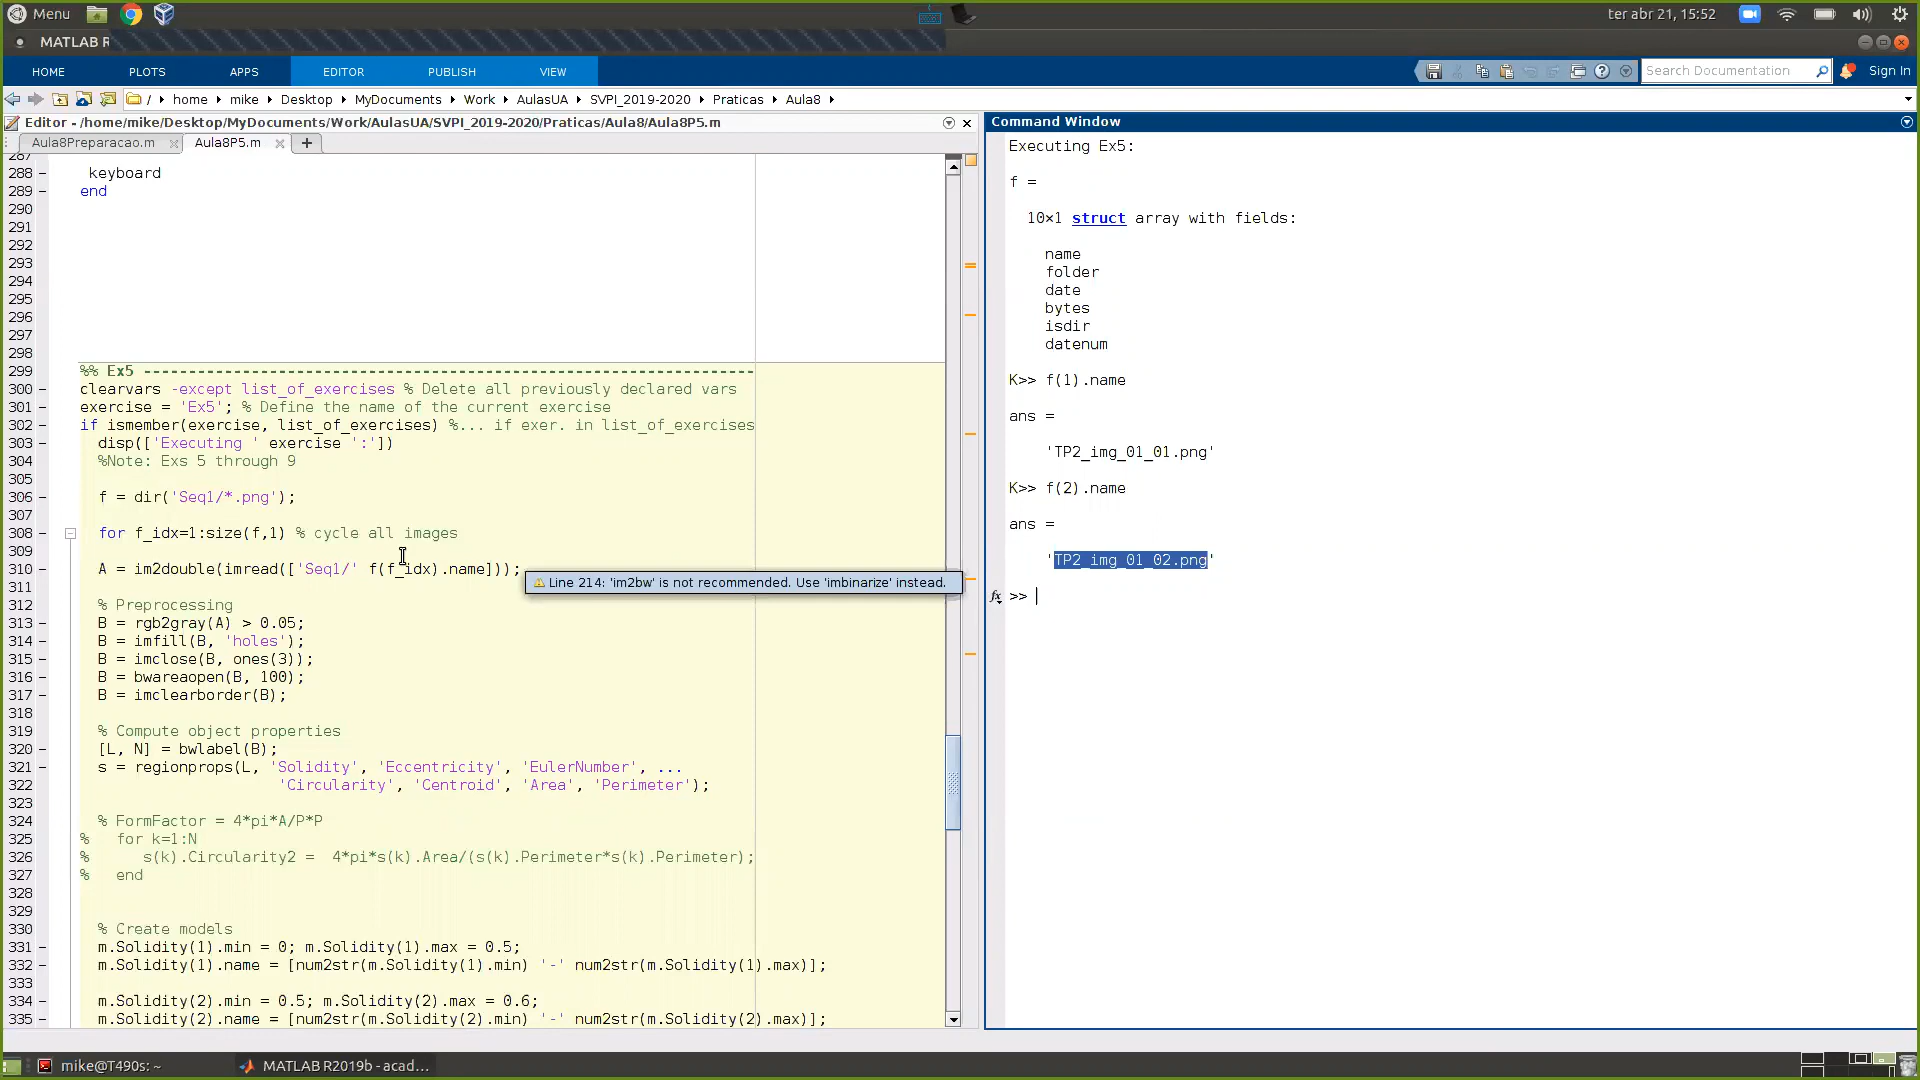 Menu
ter abr 21, 15:52
MATLAB R
HOME PLOTS APPS EDITOR PUBLISH VIEW
Search Documentation
Sign In
/ ▸ home ▸ mike ▸ Desktop ▸ MyDocuments ▸ Work ▸ AulasUA ▸ SVPI_2019-2020 ▸ Praticas ▸ Aula8 ▸
Editor - /home/mike/Desktop/MyDocuments/Work/AulasUA/SVPI_2019-2020/Praticas/Aula8/Aula8P5.m
Aula8Preparacao.m Aula8P5.m +
287
288 – keyboard
289 – end
290
291
292
293
294
295
296
297
298
299 %% Ex5 --------------------------------------------------------------------
300 – clearvars -except list_of_exercises % Delete all previously declared vars
301 – exercise = 'Ex5'; % Define the name of the current exercise
302 – if ismember(exercise, list_of_exercises) %... if exer. in list_of_exercises
303 – disp(['Executing ' exercise ':'])
304 %Note: Exs 5 through 9
305
306 – f = dir('Seq1/*.png');
307
308 – for f_idx=1:size(f,1) % cycle all images
309
310 – A = im2double(imread(['Seq1/' f(f_idx).name]));
Line 214: 'im2bw' is not recommended. Use 'imbinarize' instead.
311
312 % Preprocessing
313 – B = rgb2gray(A) > 0.05;
314 – B = imfill(B, 'holes');
315 – B = imclose(B, ones(3));
316 – B = bwareaopen(B, 100);
317 – B = imclearborder(B);
318
319 % Compute object properties
320 – [L, N] = bwlabel(B);
321 – s = regionprops(L, 'Solidity', 'Eccentricity', 'EulerNumber', ...
322 'Circularity', 'Centroid', 'Area', 'Perimeter');
323
324 % FormFactor = 4*pi*A/P*P
325 % for k=1:N
326 % s(k).Circularity2 = 4*pi*s(k).Area/(s(k).Perimeter*s(k).Perimeter);
327 % end
328
329
330 % Create models
331 – m.Solidity(1).min = 0; m.Solidity(1).max = 0.5;
332 – m.Solidity(1).name = [num2str(m.Solidity(1).min) '-' num2str(m.Solidity(1).max)];
333
334 – m.Solidity(2).min = 0.5; m.Solidity(2).max = 0.6;
335 – m.Solidity(2).name = [num2str(m.Solidity(2).min) '-' num2str(m.Solidity(2).max)];
Command Window
Executing Ex5:
f =
10×1 struct array with fields:
name
folder
date
bytes
isdir
datenum
K>> f(1).name
ans =
'TP2_img_01_01.png'
K>> f(2).name
ans =
'TP2_img_01_02.png'
fx >>
mike@T490s: ~
MATLAB R2019b - acad...